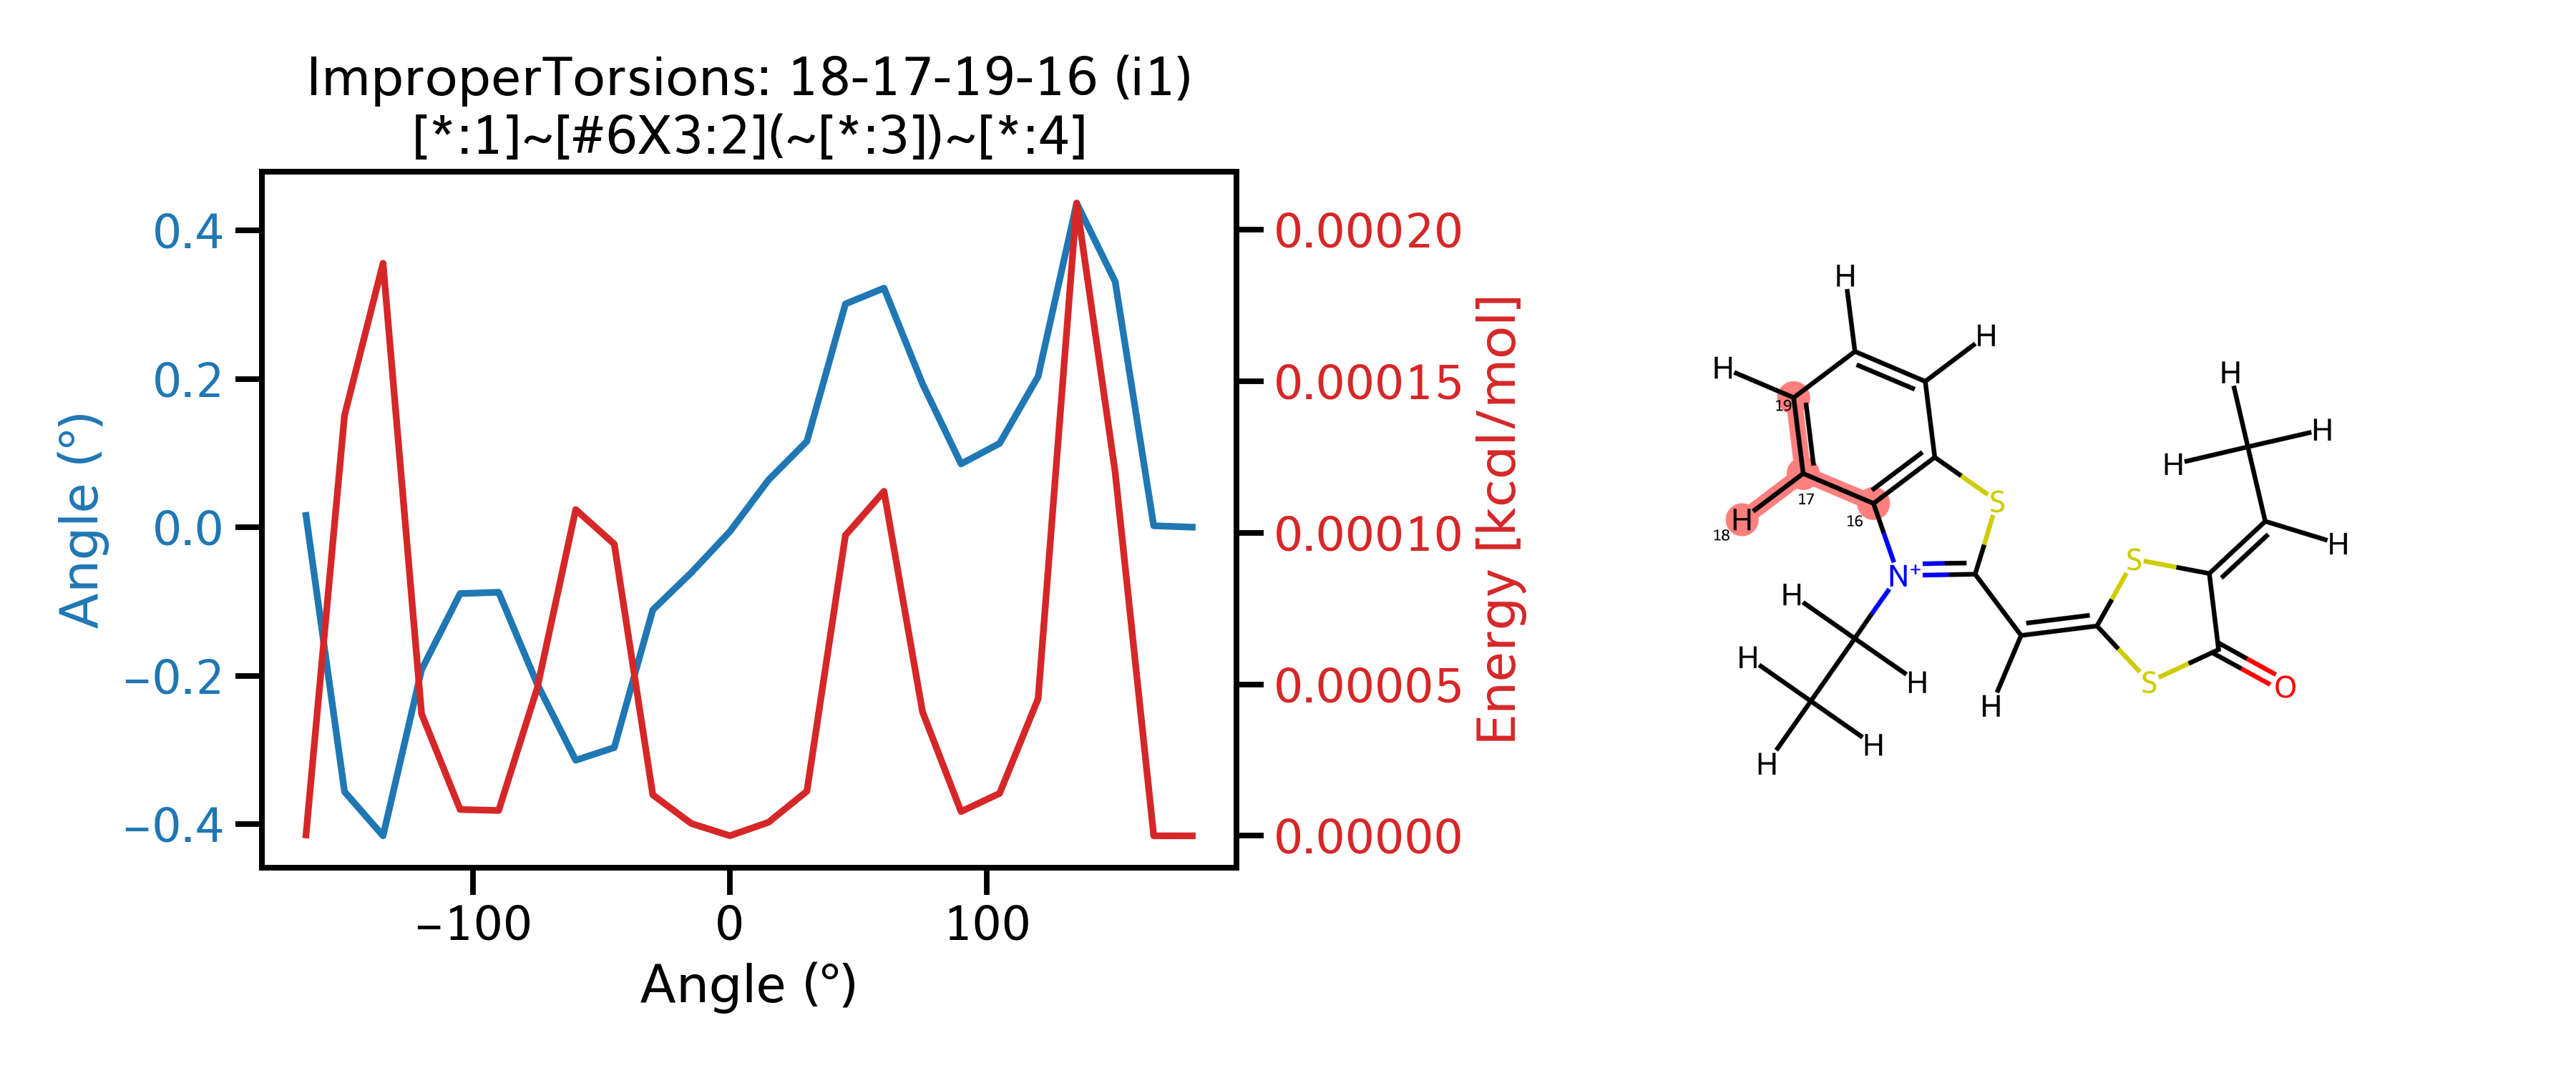 ImproperTorsions: 18-17-19-16 (i1)
[*:1]~[#6X3:2](~[*:3])~[*:4]
0.4
0.2
0.0
−0.2
−0.4
Angle (°)
0.00020
0.00015
0.00010
0.00005
0.00000
Energy [kcal/mol]
−100
0
100
Angle (°)
H
H
H
H
19
H
H
17
H
18
16
S
N+
H
S
H
H
H
S
O
H
H
H